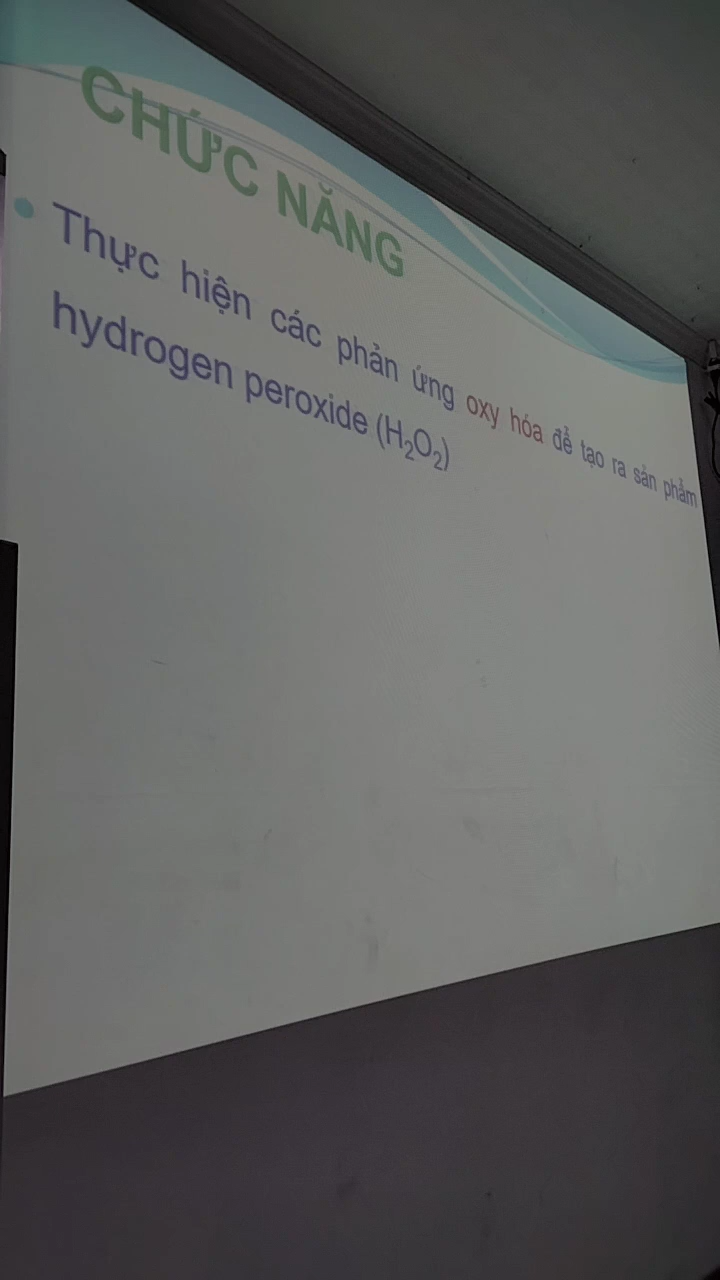 CHỨC NĂNG
Thực hiện các phản ứng oxy hóa để tạo ra sản phẩm
hydrogen peroxide (H₂O₂)